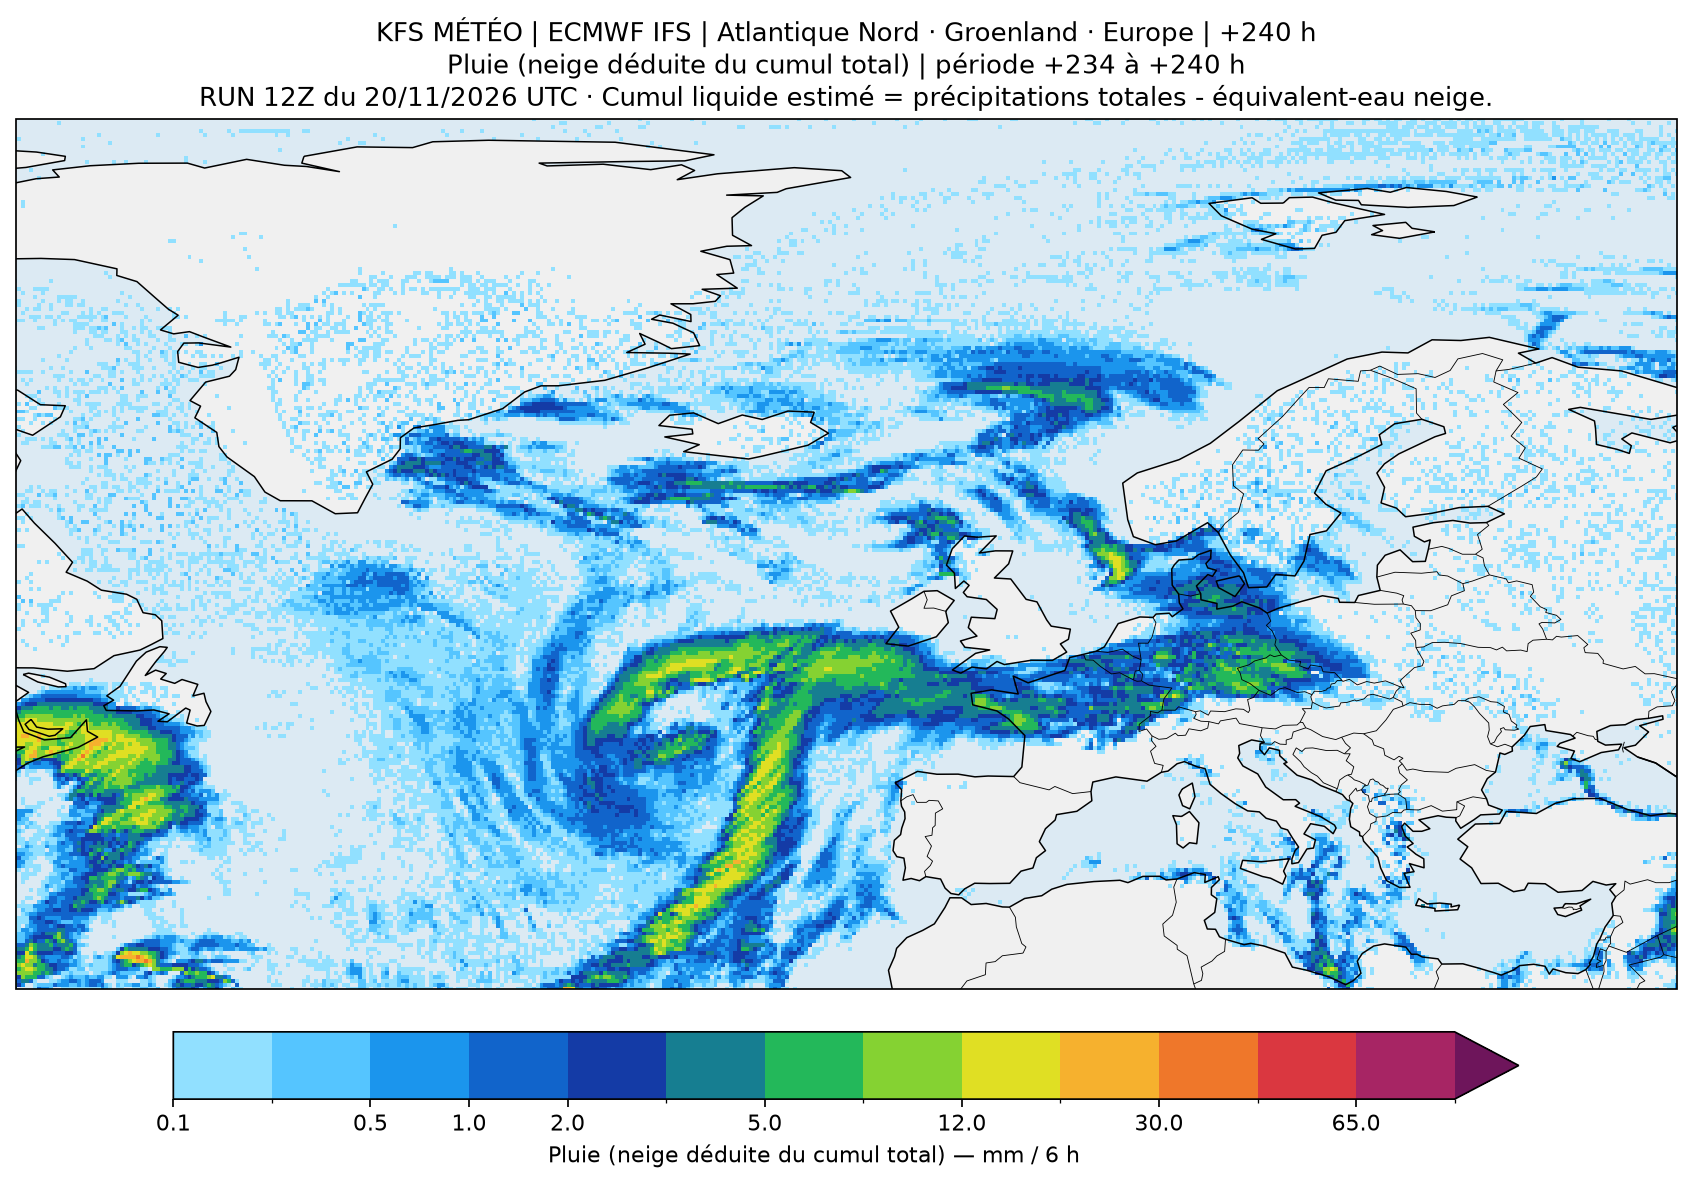 KFS MÉTÉO | ECMWF IFS | Atlantique Nord · Groenland · Europe | +240 h
Pluie (neige déduite du cumul total) | période +234 à +240 h
RUN 12Z du 20/11/2026 UTC · Cumul liquide estimé = précipitations totales - équivalent-eau neige.
0.1 0.5 1.0 2.0 5.0 12.0 30.0 65.0
Pluie (neige déduite du cumul total) — mm / 6 h